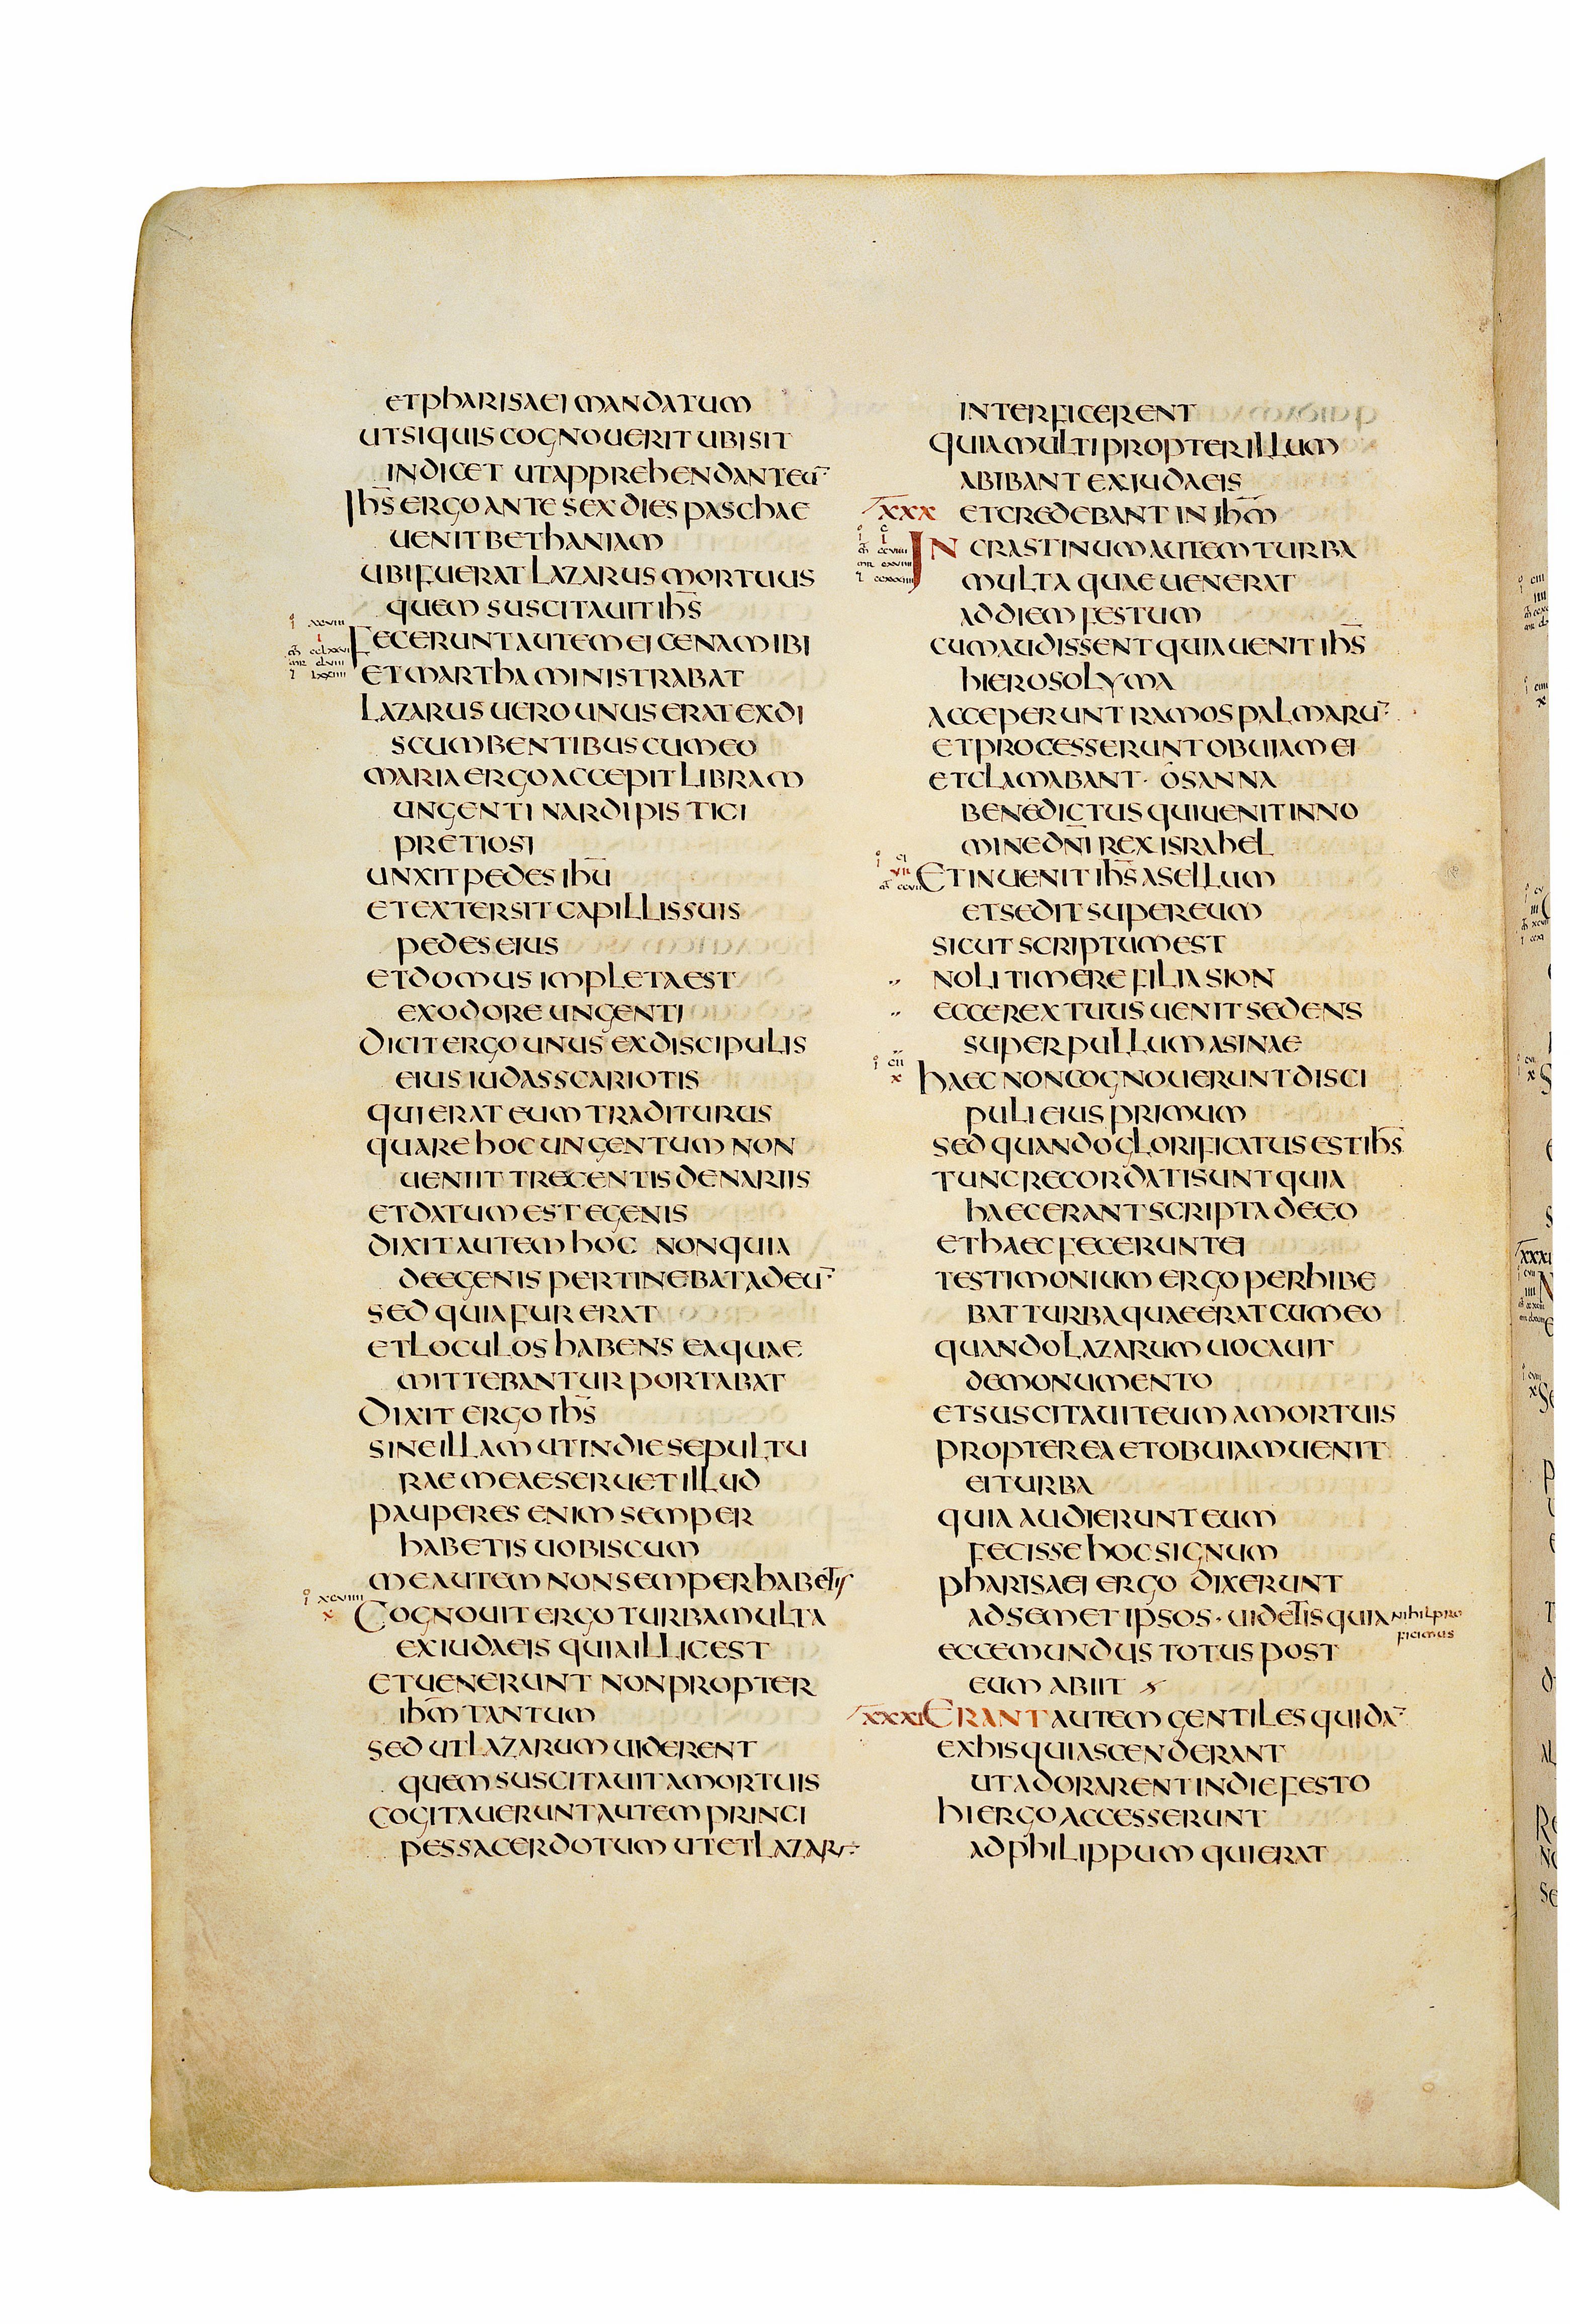 et pharisaei mandatum
ut si quis cognouerit ubi sit
indicet ut apprehendant eū
Ihs̄ ergo ante sex dies paschae
uenit bethaniam
ubi fuerat Lazarus mortuus
quem suscitauit ihs̄
Fecerunt autem ei cenam ibi
et martha ministrabat
Lazarus uero unus erat ex di
scumbentibus cum eo
maria ergo accepit libram
ungenti nardi pistici
pretiosi
unxit pedes ihū
et extersit capillis suis
pedes eius
et domus impleta est
ex odore ungenti
Dicit ergo unus ex discipulis
eius iudas scariotis
qui erat eum traditurus
quare hoc ungentum non
ueniit trecentis denariis
et datum est egenis
dixit autem hoc non quia
de egenis pertinebat ad eū
sed quia fur erat
et loculos habens ea quae
mittebantur portabat
Dixit ergo ihs̄
sine illam ut in die sepultu
rae meae seruet illud
pauperes enim semper
habetis uobiscum
me autem non semper habetis
xcviiii
x
Cognouit ergo turba multa
ex iudaeis quia illic est
et uenerunt non propter
ihm̄ tantum
sed ut Lazarum uiderent
quem suscitauit a mortuis
cogitauerunt autem princi
pes sacerdotum ut et Lazarū
interficerent
quia multi propter illum
abibant ex iudaeis
xxx et credebant in ihm̄
IN crastinum autem turba
multa quae uenerat
ad diem festum
cum audissent quia uenit ihs̄
hierosolyma
acceperunt ramos palmarū
et processerunt obuiam ei
et clamabant · ōsanna
benedictus qui uenit in no
mine dn̄i rex israhel
ci
vii
Et inuenit ihs̄ asellum
et sedit super eum
sicut scriptum est
noli timere filia sion
ecce rex tuus uenit sedens
super pullum asinae
cii
x
haec non cognouerunt disci
puli eius primum
sed quando glorificatus est ihs̄
tunc recordati sunt quia
haec erant scripta de eo
et haec fecerunt ei
testimonium ergo perhibe
bat turba quae erat cum eo
quando Lazarum uocauit
de monumento
et suscitauit eum a mortuis
propterea et obuiam uenit
ei turba
quia audierunt eum
fecisse hoc signum
pharisaei ergo dixerunt
ad semet ipsos · uidetis quia nihil pro
ficimus
ecce mundus totus post
eum abiit
xxxi Erant autem gentiles quidā
ex his qui ascenderant
ut adorarent in die festo
hi ergo accesserunt
ad philippum qui erat